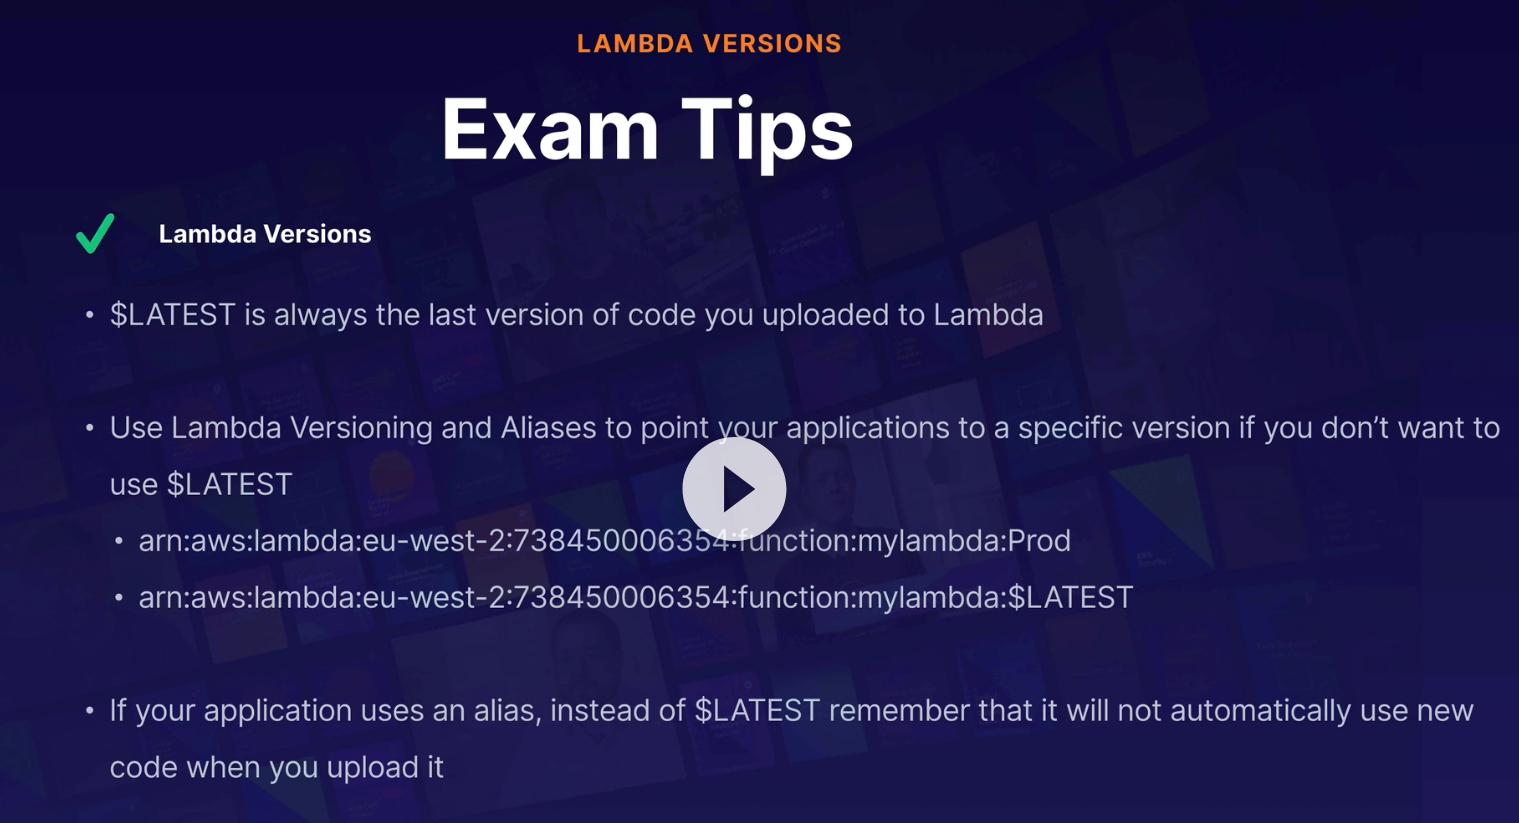 LAMBDA VERSIONS
Exam Tips
Lambda Versions
• $LATEST is always the last version of code you uploaded to Lambda
• Use Lambda Versioning and Aliases to point your applications to a specific version if you don’t want to
use $LATEST
• arn:aws:lambda:eu-west-2:738450006354:function:mylambda:Prod
• arn:aws:lambda:eu-west-2:738450006354:function:mylambda:$LATEST
• If your application uses an alias, instead of $LATEST remember that it will not automatically use new
code when you upload it